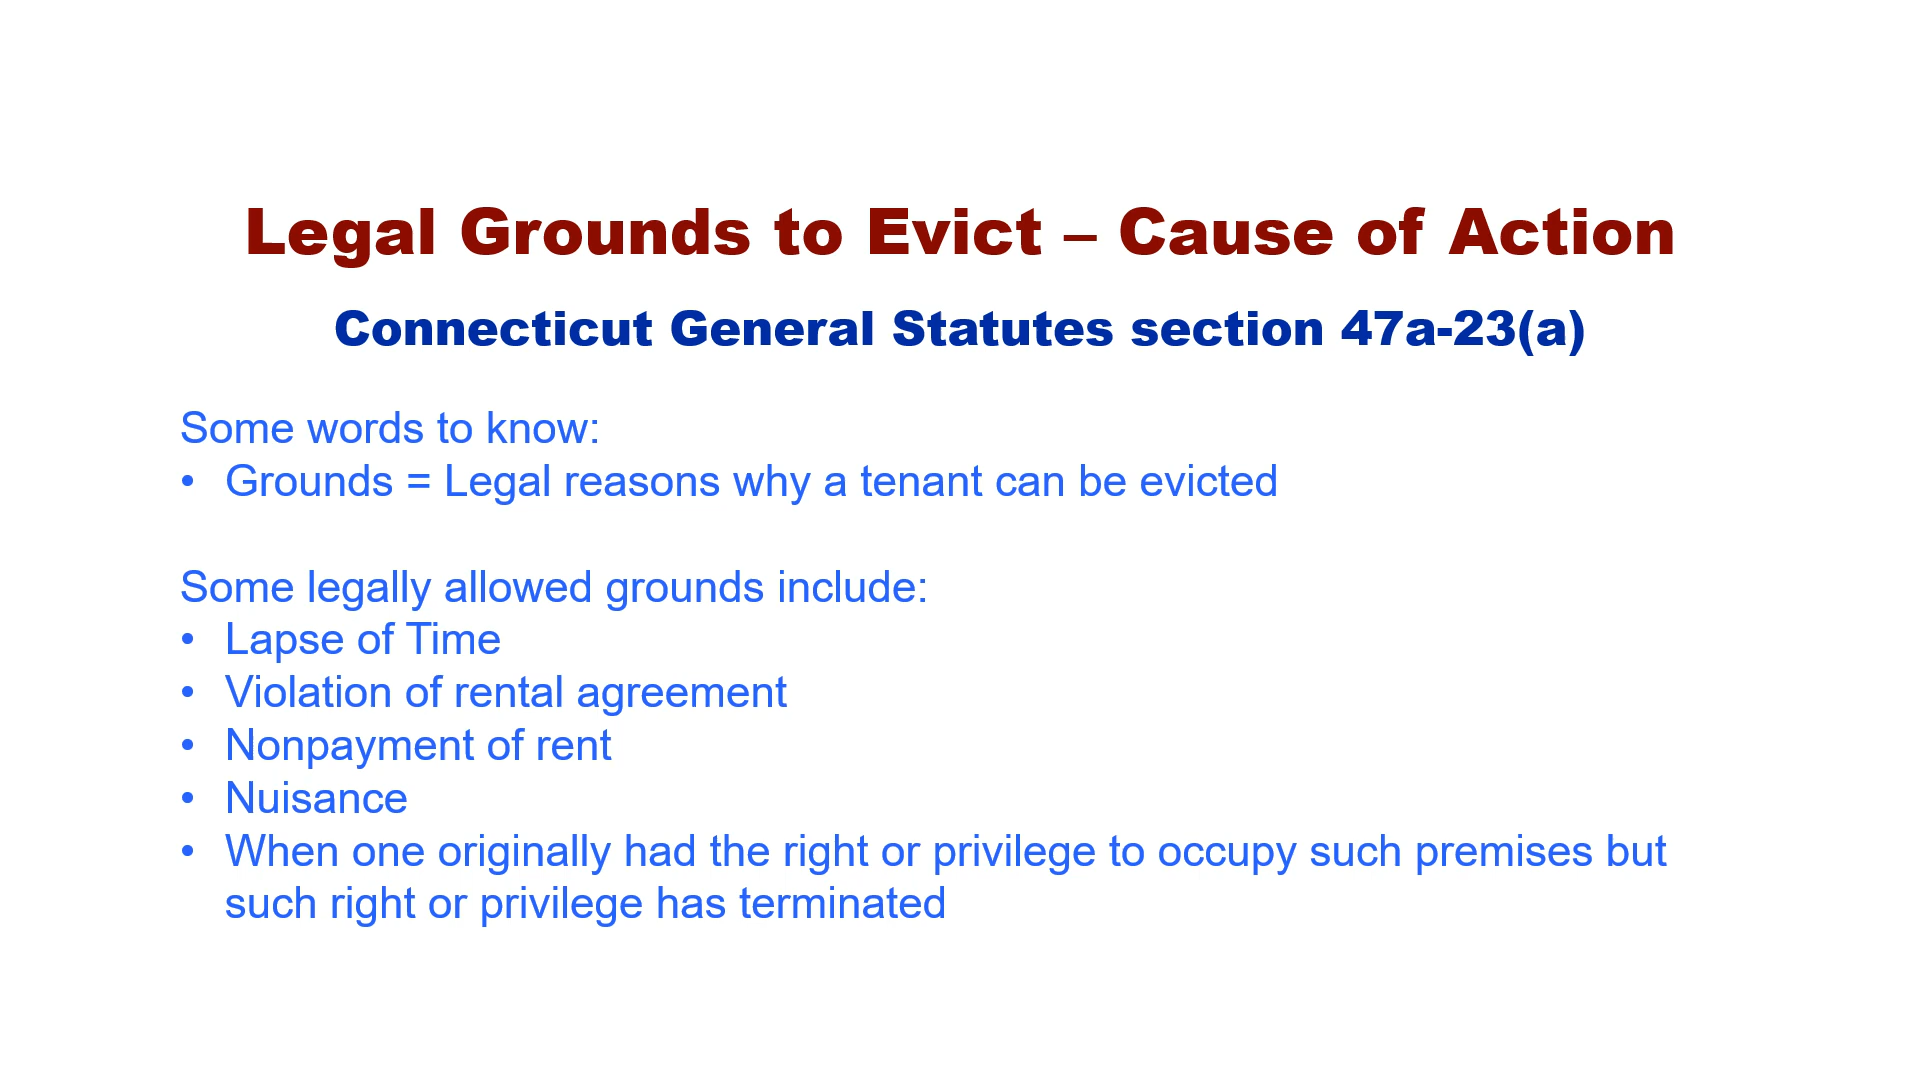 Legal Grounds to Evict – Cause of Action
Connecticut General Statutes section 47a-23(a)
Some words to know:
• Grounds = Legal reasons why a tenant can be evicted
Some legally allowed grounds include:
• Lapse of Time
• Violation of rental agreement
• Nonpayment of rent
• Nuisance
• When one originally had the right or privilege to occupy such premises but
such right or privilege has terminated